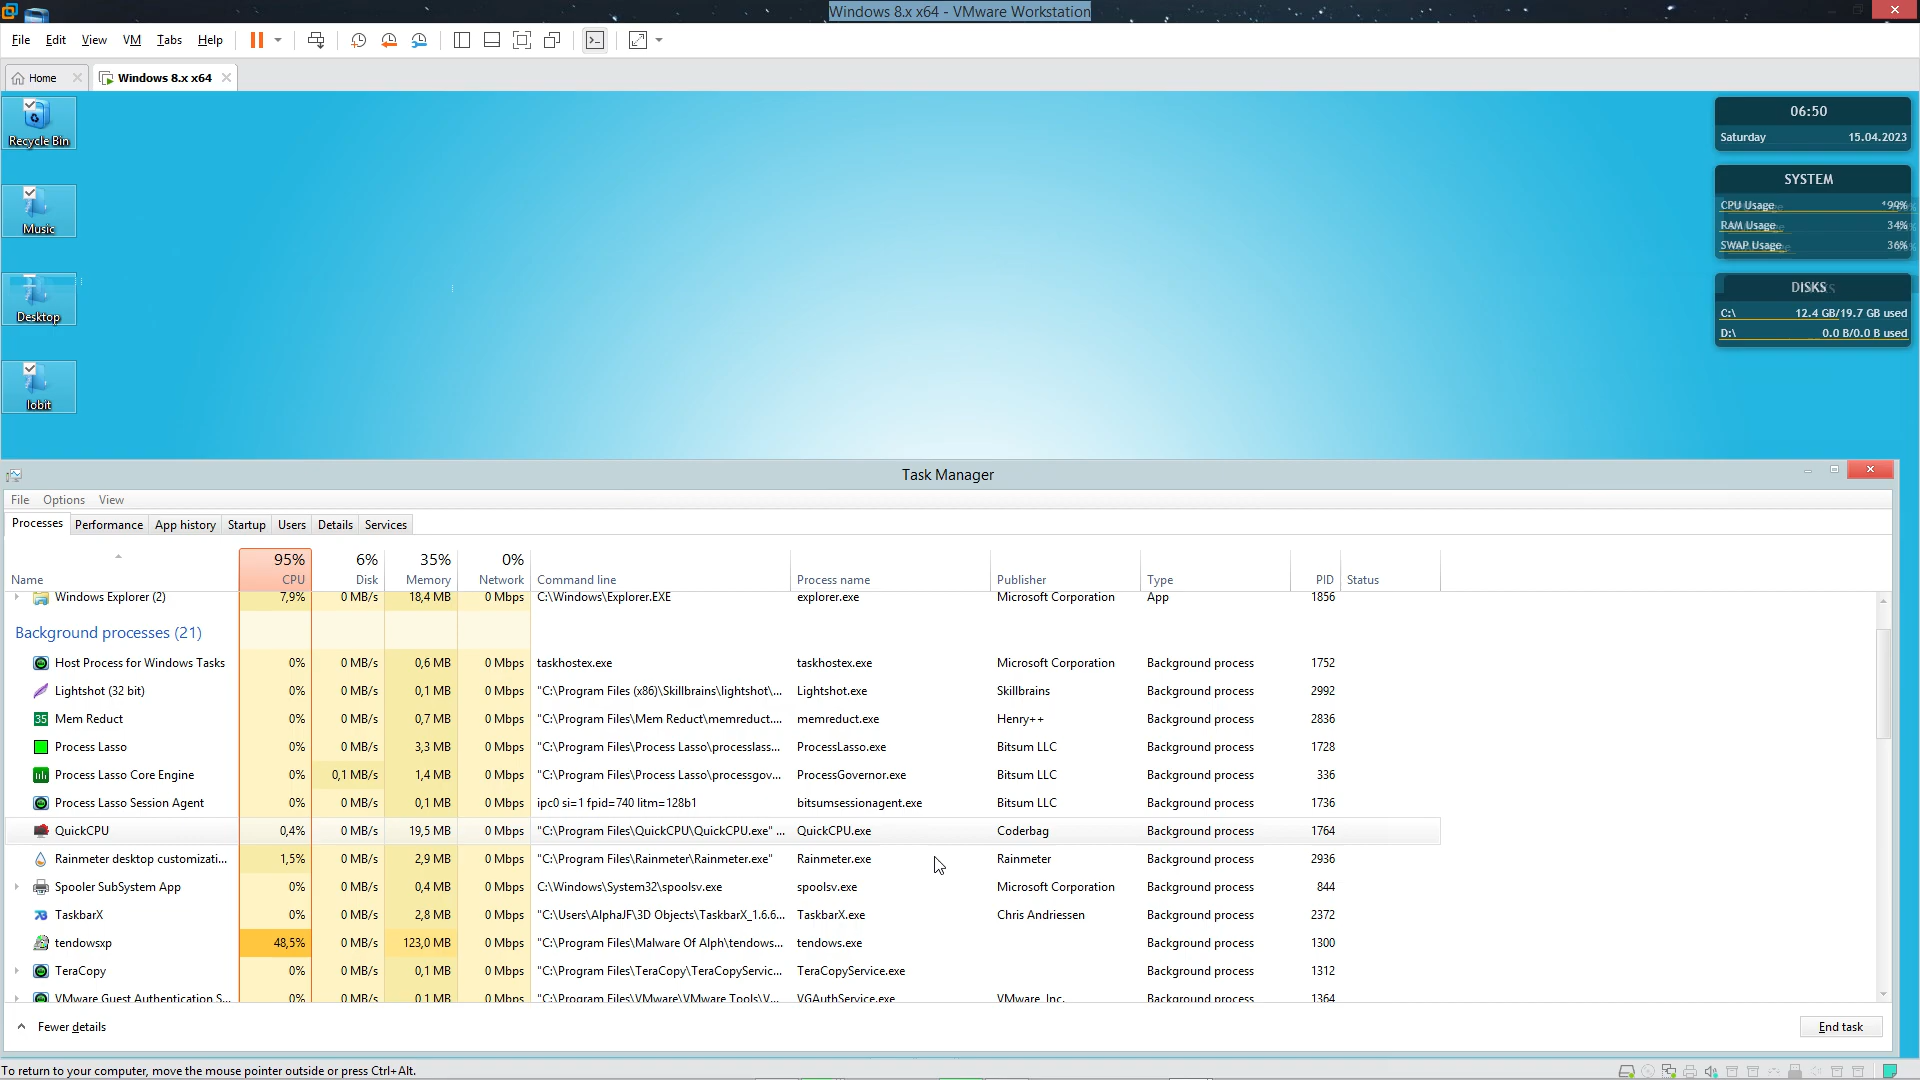 Windows 8.x x64 - VMware Workstation
File Edit View VM Tabs Help
Home
Windows 8.x x64
Recycle Bin
Music
Desktop
Iobit
06:50
Saturday 15.04.2023
SYSTEM
CPU Usage 99%
RAM Usage 34%
SWAP Usage 36%
DISKS
C:\ 12.4 GB/19.7 GB used
D:\ 0.0 B/0.0 B used
Task Manager
File Options View
Processes Performance App history Startup Users Details Services
95% 6% 35% 0%
Name CPU Disk Memory Network Command line Process name Publisher Type PID Status
Windows Explorer (2) 7,9% 0 MB/s 18,4 MB 0 Mbps C:\Windows\Explorer.EXE explorer.exe Microsoft Corporation App 1856
Background processes (21)
Host Process for Windows Tasks 0% 0 MB/s 0,6 MB 0 Mbps taskhostex.exe taskhostex.exe Microsoft Corporation Background process 1752
Lightshot (32 bit) 0% 0 MB/s 0,1 MB 0 Mbps "C:\Program Files (x86)\Skillbrains\lightshot\... Lightshot.exe Skillbrains Background process 2992
35 Mem Reduct 0% 0 MB/s 0,7 MB 0 Mbps "C:\Program Files\Mem Reduct\memreduct.... memreduct.exe Henry++ Background process 2836
Process Lasso 0% 0 MB/s 3,3 MB 0 Mbps "C:\Program Files\Process Lasso\processlass... ProcessLasso.exe Bitsum LLC Background process 1728
Process Lasso Core Engine 0% 0,1 MB/s 1,4 MB 0 Mbps "C:\Program Files\Process Lasso\processgov... ProcessGovernor.exe Bitsum LLC Background process 336
Process Lasso Session Agent 0% 0 MB/s 0,1 MB 0 Mbps ipc0 si=1 fpid=740 litm=128b1 bitsumsessionagent.exe Bitsum LLC Background process 1736
QuickCPU 0,4% 0 MB/s 19,5 MB 0 Mbps "C:\Program Files\QuickCPU\QuickCPU.exe" ... QuickCPU.exe Coderbag Background process 1764
Rainmeter desktop customizati... 1,5% 0 MB/s 2,9 MB 0 Mbps "C:\Program Files\Rainmeter\Rainmeter.exe" Rainmeter.exe Rainmeter Background process 2936
Spooler SubSystem App 0% 0 MB/s 0,4 MB 0 Mbps C:\Windows\System32\spoolsv.exe spoolsv.exe Microsoft Corporation Background process 844
TaskbarX 0% 0 MB/s 2,8 MB 0 Mbps "C:\Users\AlphaJF\3D Objects\TaskbarX_1.6.6... TaskbarX.exe Chris Andriessen Background process 2372
tendowsxp 48,5% 0 MB/s 123,0 MB 0 Mbps "C:\Program Files\Malware Of Alph\tendows... tendows.exe Background process 1300
TeraCopy 0% 0 MB/s 0,1 MB 0 Mbps "C:\Program Files\TeraCopy\TeraCopyServic... TeraCopyService.exe Background process 1312
VMware Guest Authentication S... 0% 0 MB/s 0,1 MB 0 Mbps "C:\Program Files\VMware\VMware Tools\V... VGAuthService.exe VMware, Inc. Background process 1364
Fewer details
End task
To return to your computer, move the mouse pointer outside or press Ctrl+Alt.